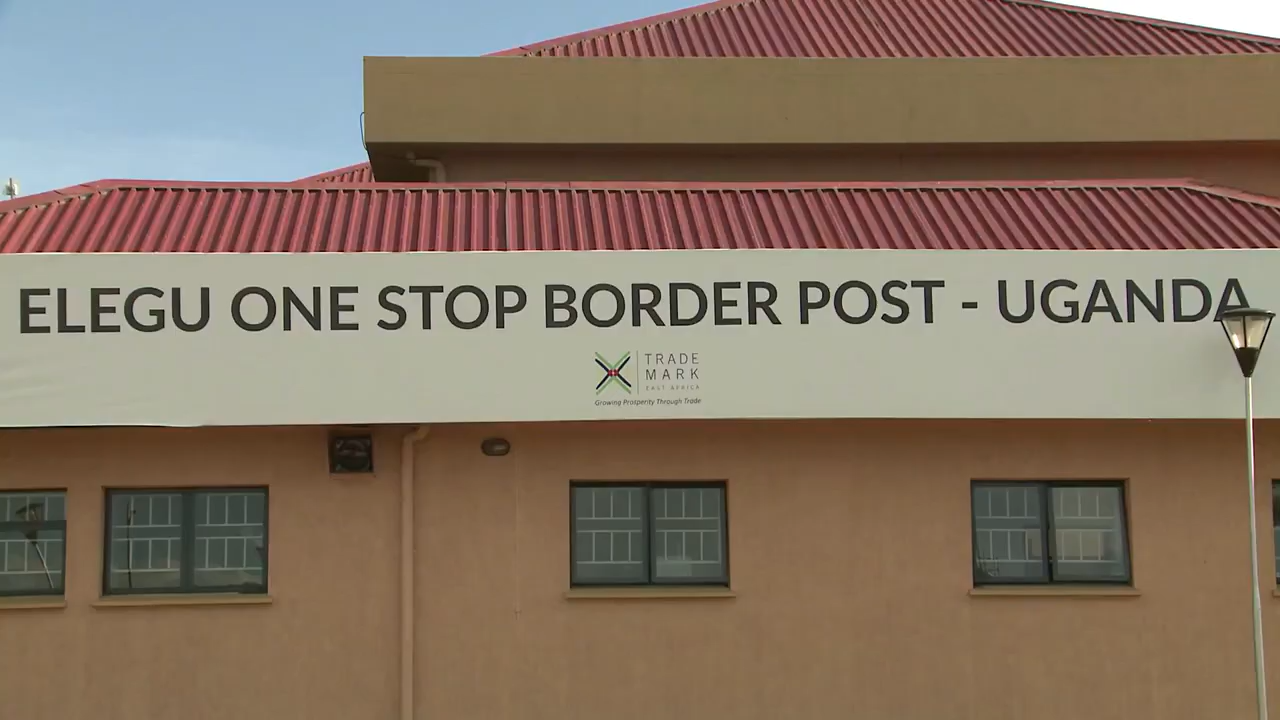 ELEGU ONE STOP BORDER POST - UGANDA
TRADE
MARK
EAST AFRICA
Growing Prosperity Through Trade